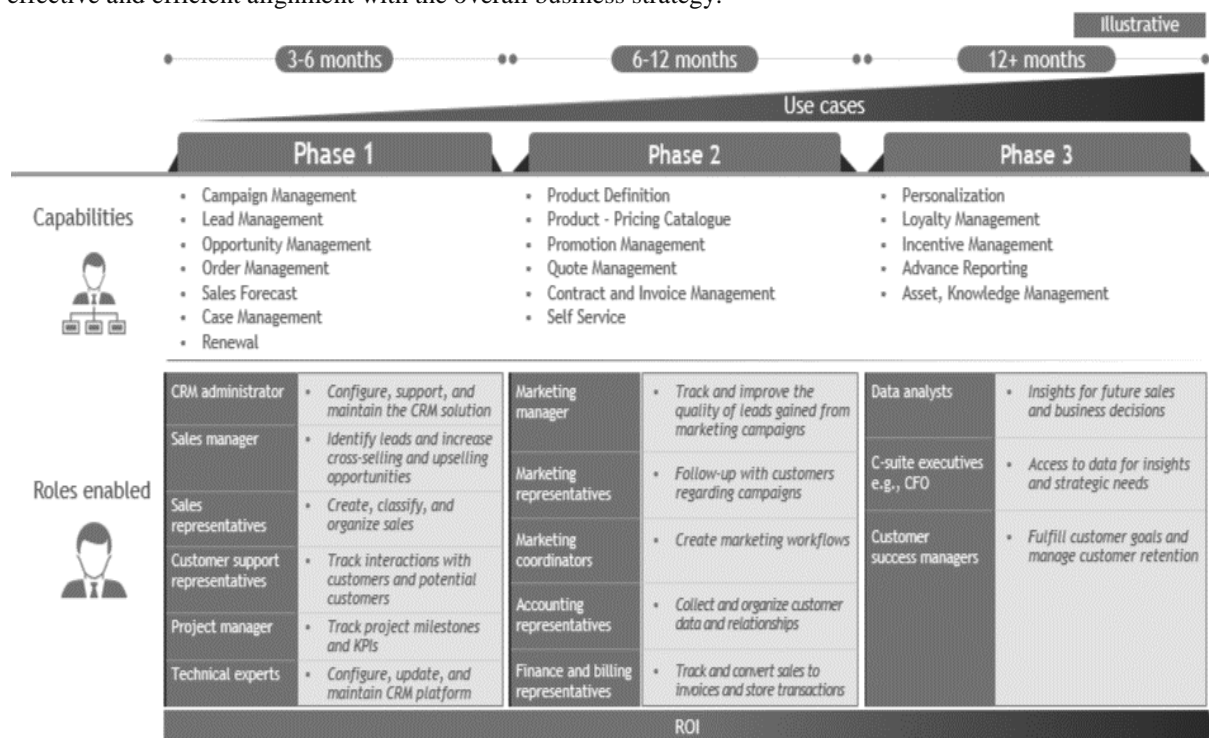 effective and efficient alignment with the overall business strategy.
Illustrative
3-6 months
6-12 months
12+ months
Use cases
Phase 1
Phase 2
Phase 3
Capabilities
• Campaign Management
• Lead Management
• Opportunity Management
• Order Management
• Sales Forecast
• Case Management
• Renewal
• Product Definition
• Product - Pricing Catalogue
• Promotion Management
• Quote Management
• Contract and Invoice Management
• Self Service
• Personalization
• Loyalty Management
• Incentive Management
• Advance Reporting
• Asset, Knowledge Management
Roles enabled
CRM administrator
• Configure, support, and
maintain the CRM solution
Sales manager
• Identify leads and increase
cross-selling and upselling
opportunities
Sales
representatives
• Create, classify, and
organize sales
Customer support
representatives
• Track interactions with
customers and potential
customers
Project manager
• Track project milestones
and KPIs
Technical experts
• Configure, update, and
maintain CRM platform
Marketing
manager
• Track and improve the
quality of leads gained from
marketing campaigns
Marketing
representatives
• Follow-up with customers
regarding campaigns
Marketing
coordinators
• Create marketing workflows
Accounting
representatives
• Collect and organize customer
data and relationships
Finance and billing
representatives
• Track and convert sales to
invoices and store transactions
Data analysts
• Insights for future sales
and business decisions
C-suite executives
e.g., CFO
• Access to data for insights
and strategic needs
Customer
success managers
• Fulfill customer goals and
manage customer retention
ROI